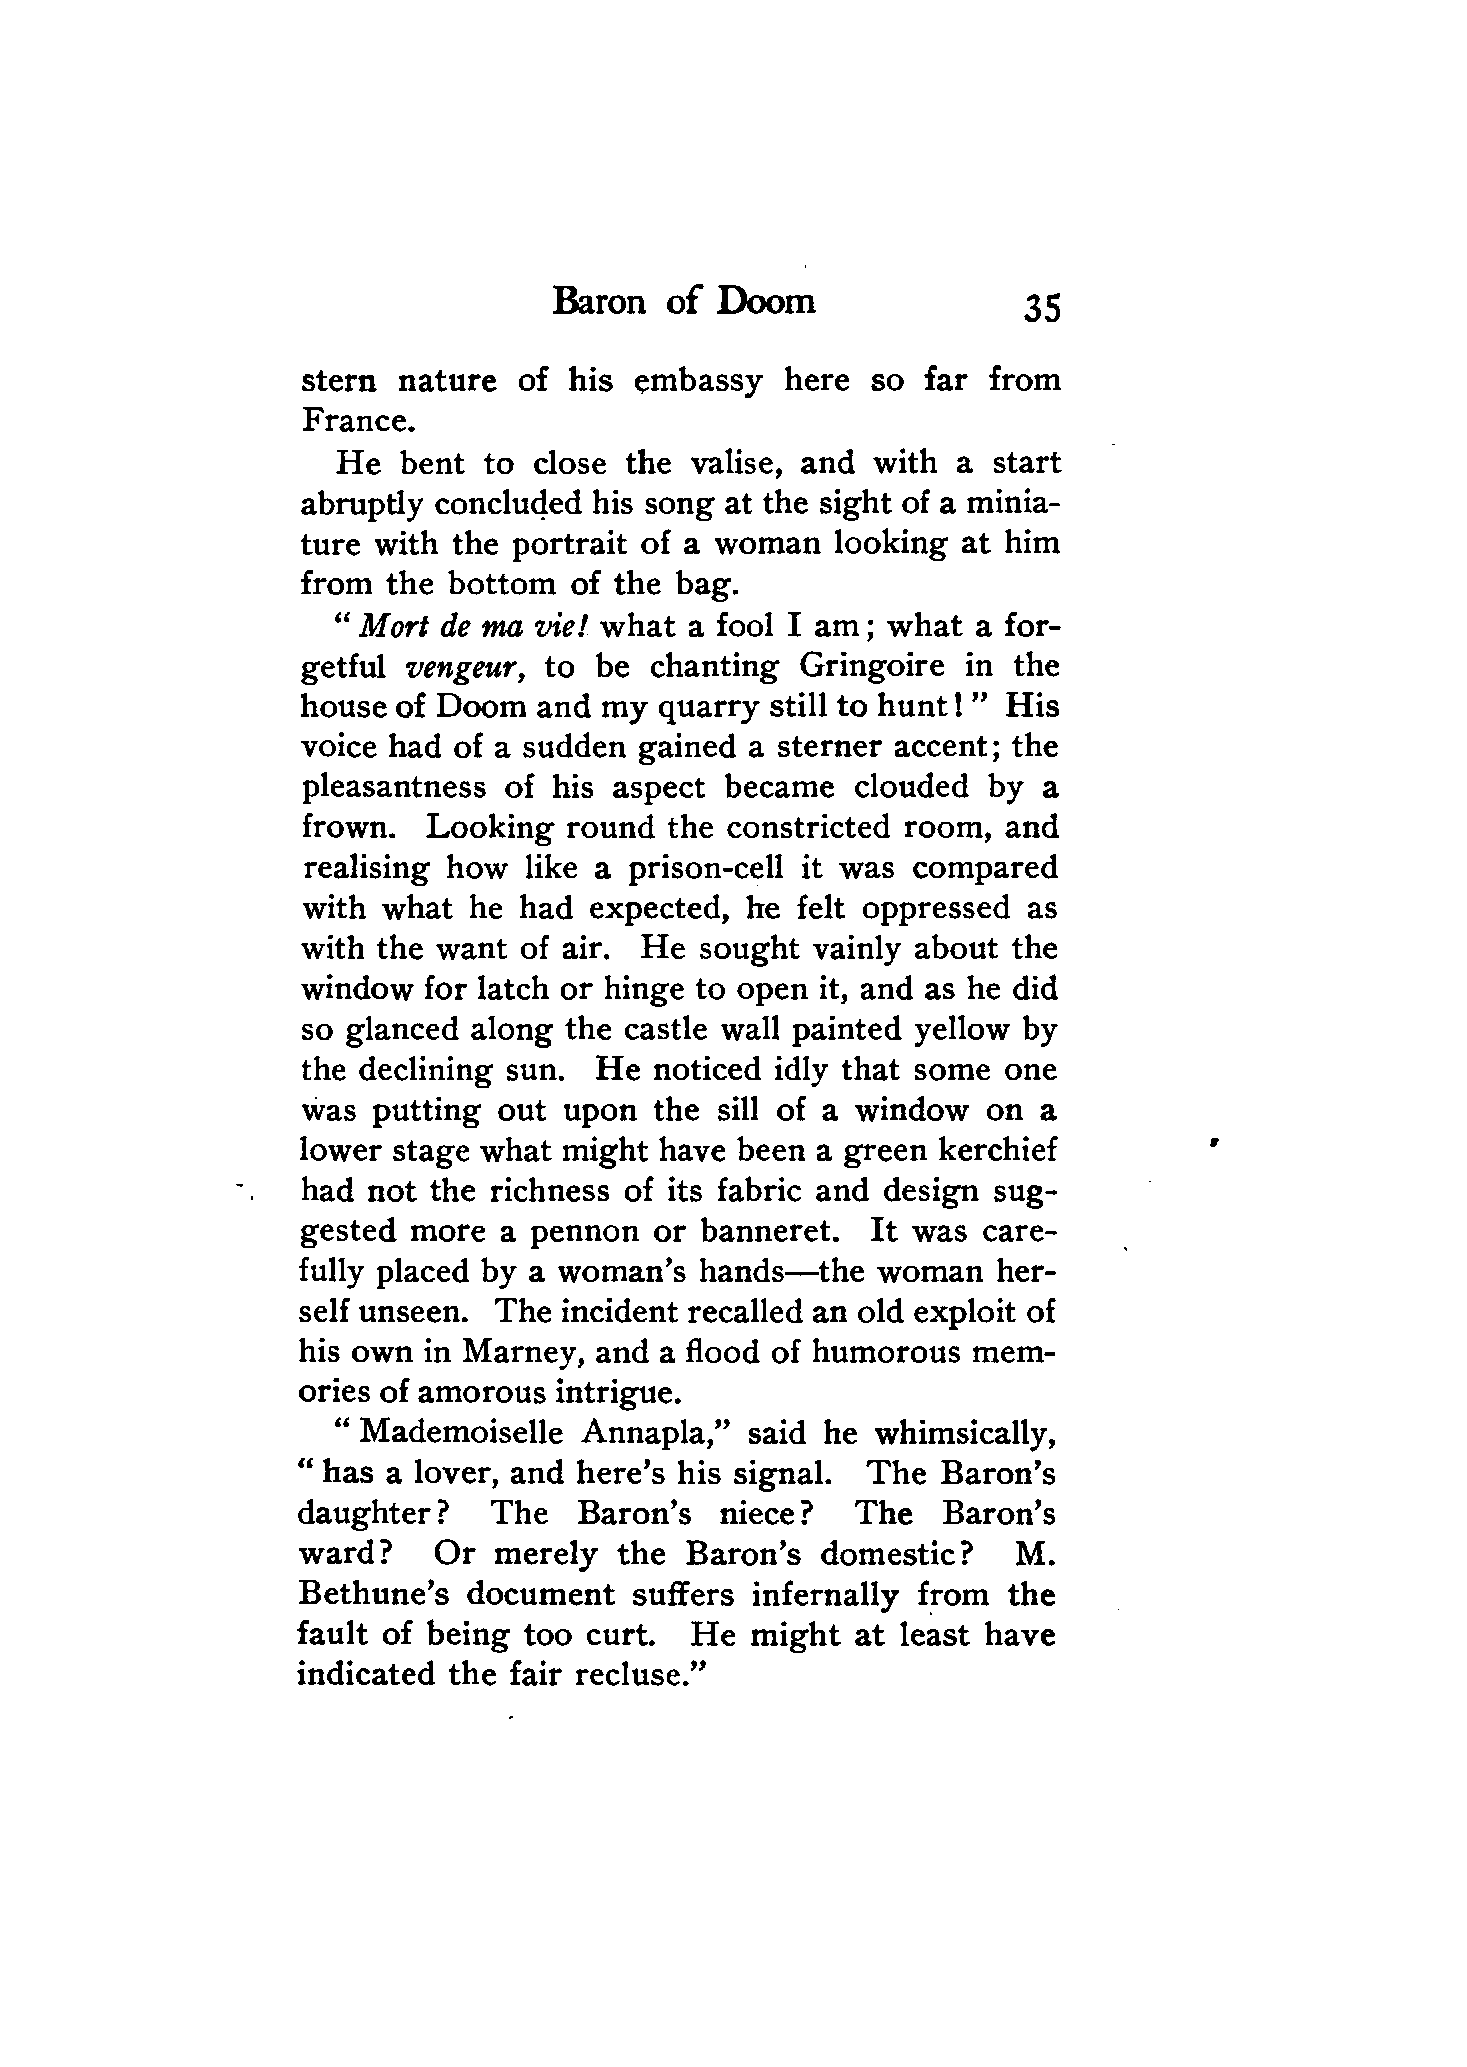 Baron of Doom 35
stern nature of his embassy here so far from
France.
He bent to close the valise, and with a start
abruptly concluded his song at the sight of a minia-
ture with the portrait of a woman looking at him
from the bottom of the bag.
“Mort de ma vie! what a fool I am; what a for-
getful vengeur, to be chanting Gringoire in the
house of Doom and my quarry still to hunt!” His
voice had of a sudden gained a sterner accent; the
pleasantness of his aspect became clouded by a
frown. Looking round the constricted room, and
realising how like a prison-cell it was compared
with what he had expected, he felt oppressed as
with the want of air. He sought vainly about the
window for latch or hinge to open it, and as he did
so glanced along the castle wall painted yellow by
the declining sun. He noticed idly that some one
was putting out upon the sill of a window on a
lower stage what might have been a green kerchief
had not the richness of its fabric and design sug-
gested more a pennon or banneret. It was care-
fully placed by a woman’s hands—the woman her-
self unseen. The incident recalled an old exploit of
his own in Marney, and a flood of humorous mem-
ories of amorous intrigue.
“Mademoiselle Annapla,” said he whimsically,
“has a lover, and here’s his signal. The Baron’s
daughter? The Baron’s niece? The Baron’s
ward? Or merely the Baron’s domestic? M.
Bethune’s document suffers infernally from the
fault of being too curt. He might at least have
indicated the fair recluse.”